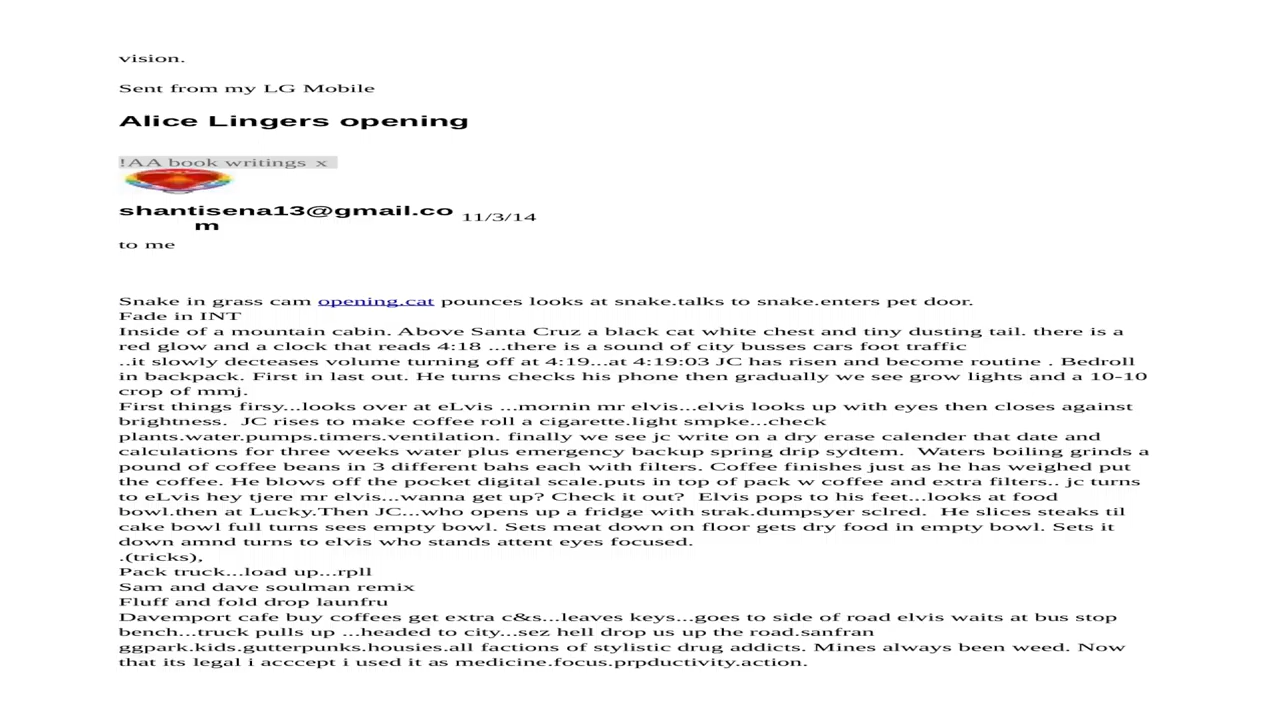 vision.
Sent from my LG Mobile
Alice Lingers opening
!AA book writings x
shantisena13@gmail.co
m
11/3/14
to me
Snake in grass cam opening.cat pounces looks at snake.talks to snake.enters pet door.
Fade in INT
Inside of a mountain cabin. Above Santa Cruz a black cat white chest and tiny dusting tail. there is a
red glow and a clock that reads 4:18 ...there is a sound of city busses cars foot traffic
..it slowly decteases volume turning off at 4:19...at 4:19:03 JC has risen and become routine . Bedroll
in backpack. First in last out. He turns checks his phone then gradually we see grow lights and a 10-10
crop of mmj.
First things firsy...looks over at eLvis ...mornin mr elvis...elvis looks up with eyes then closes against
brightness.  JC rises to make coffee roll a cigarette.light smpke...check
plants.water.pumps.timers.ventilation. finally we see jc write on a dry erase calender that date and
calculations for three weeks water plus emergency backup spring drip sydtem.  Waters boiling grinds a
pound of coffee beans in 3 different bahs each with filters. Coffee finishes just as he has weighed put
the coffee. He blows off the pocket digital scale.puts in top of pack w coffee and extra filters.. jc turns
to eLvis hey tjere mr elvis...wanna get up? Check it out?  Elvis pops to his feet...looks at food
bowl.then at Lucky.Then JC...who opens up a fridge with strak.dumpsyer sclred.  He slices steaks til
cake bowl full turns sees empty bowl. Sets meat down on floor gets dry food in empty bowl. Sets it
down amnd turns to elvis who stands attent eyes focused.
.(tricks),
Pack truck...load up...rpll
Sam and dave soulman remix
Fluff and fold drop launfru
Davemport cafe buy coffees get extra c&s...leaves keys...goes to side of road elvis waits at bus stop
bench...truck pulls up ...headed to city...sez hell drop us up the road.sanfran
ggpark.kids.gutterpunks.housies.all factions of stylistic drug addicts. Mines always been weed. Now
that its legal i acccept i used it as medicine.focus.prpductivity.action.